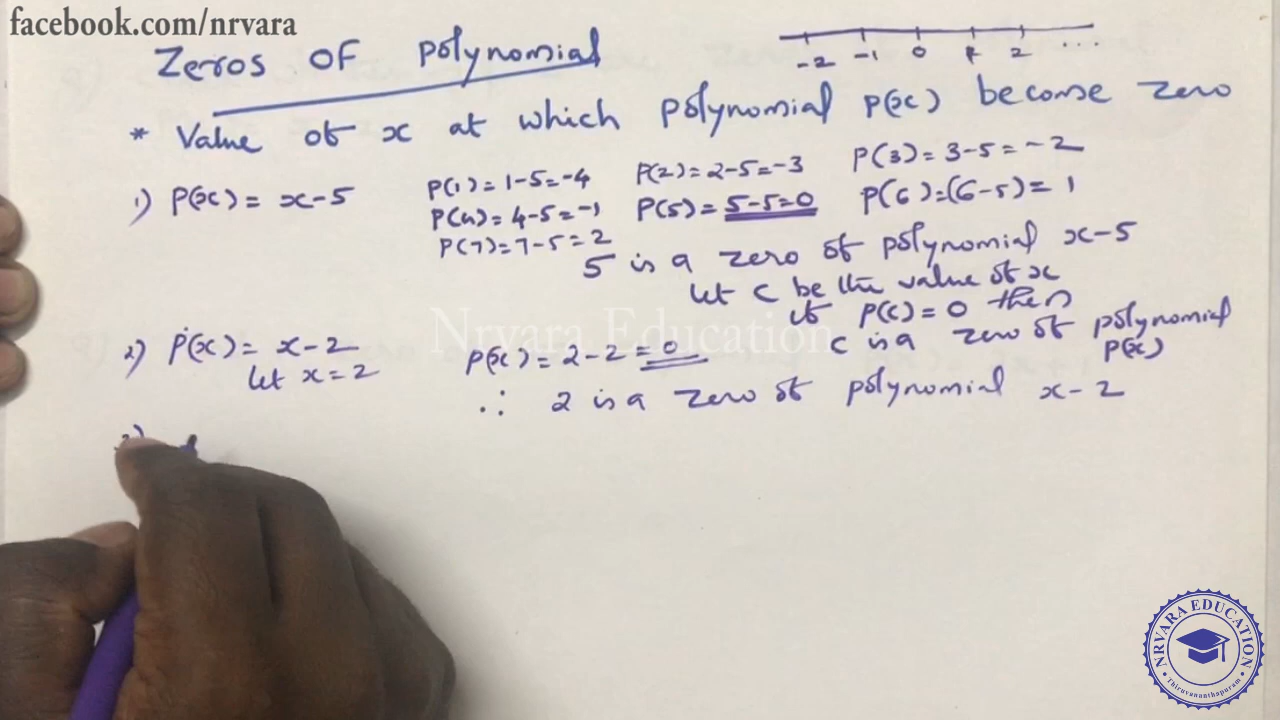 facebook.com/nrvara
-2 -1 0 1 2 ...
Zeros OF polynomial
* Value of x at which polynomial P(x) become zero
1) P(x) = x-5
P(1)=1-5=-4 P(2)=2-5=-3 P(3)=3-5=-2
P(4)=4-5=-1 P(5)=5-5=0 P(6)=(6-5)=1
P(7)=7-5=2
5 is a zero of polynomial x-5
let c be the value of x
if P(c)=0 then
c is a zero of polynomial
P(x)
2) P(x) = x-2
let x=2
P(x)=2-2=0
∴ 2 is a zero of polynomial x-2
Nrvara Education
NRVARA EDUCATION
Thiruvananthapuram